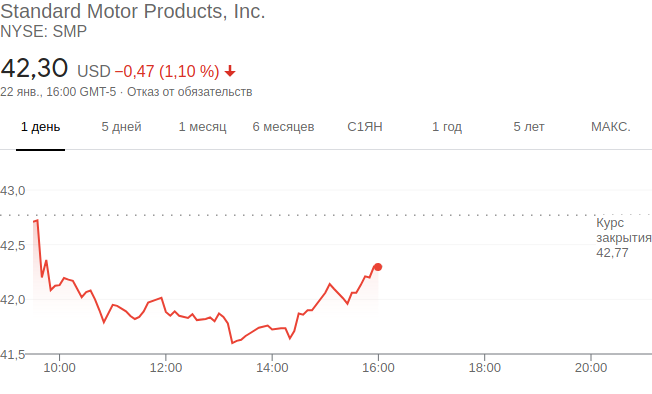 Standard Motor Products, Inc.
NYSE: SMP
42,30 USD −0,47 (1,10 %)
22 янв., 16:00 GMT-5 · Отказ от обязательств
1 день 5 дней 1 месяц 6 месяцев С1ЯН 1 год 5 лет МАКС.
43,0
Курс
закрытия
42,77
42,5
42,0
41,5
10:00 12:00 14:00 16:00 18:00 20:00